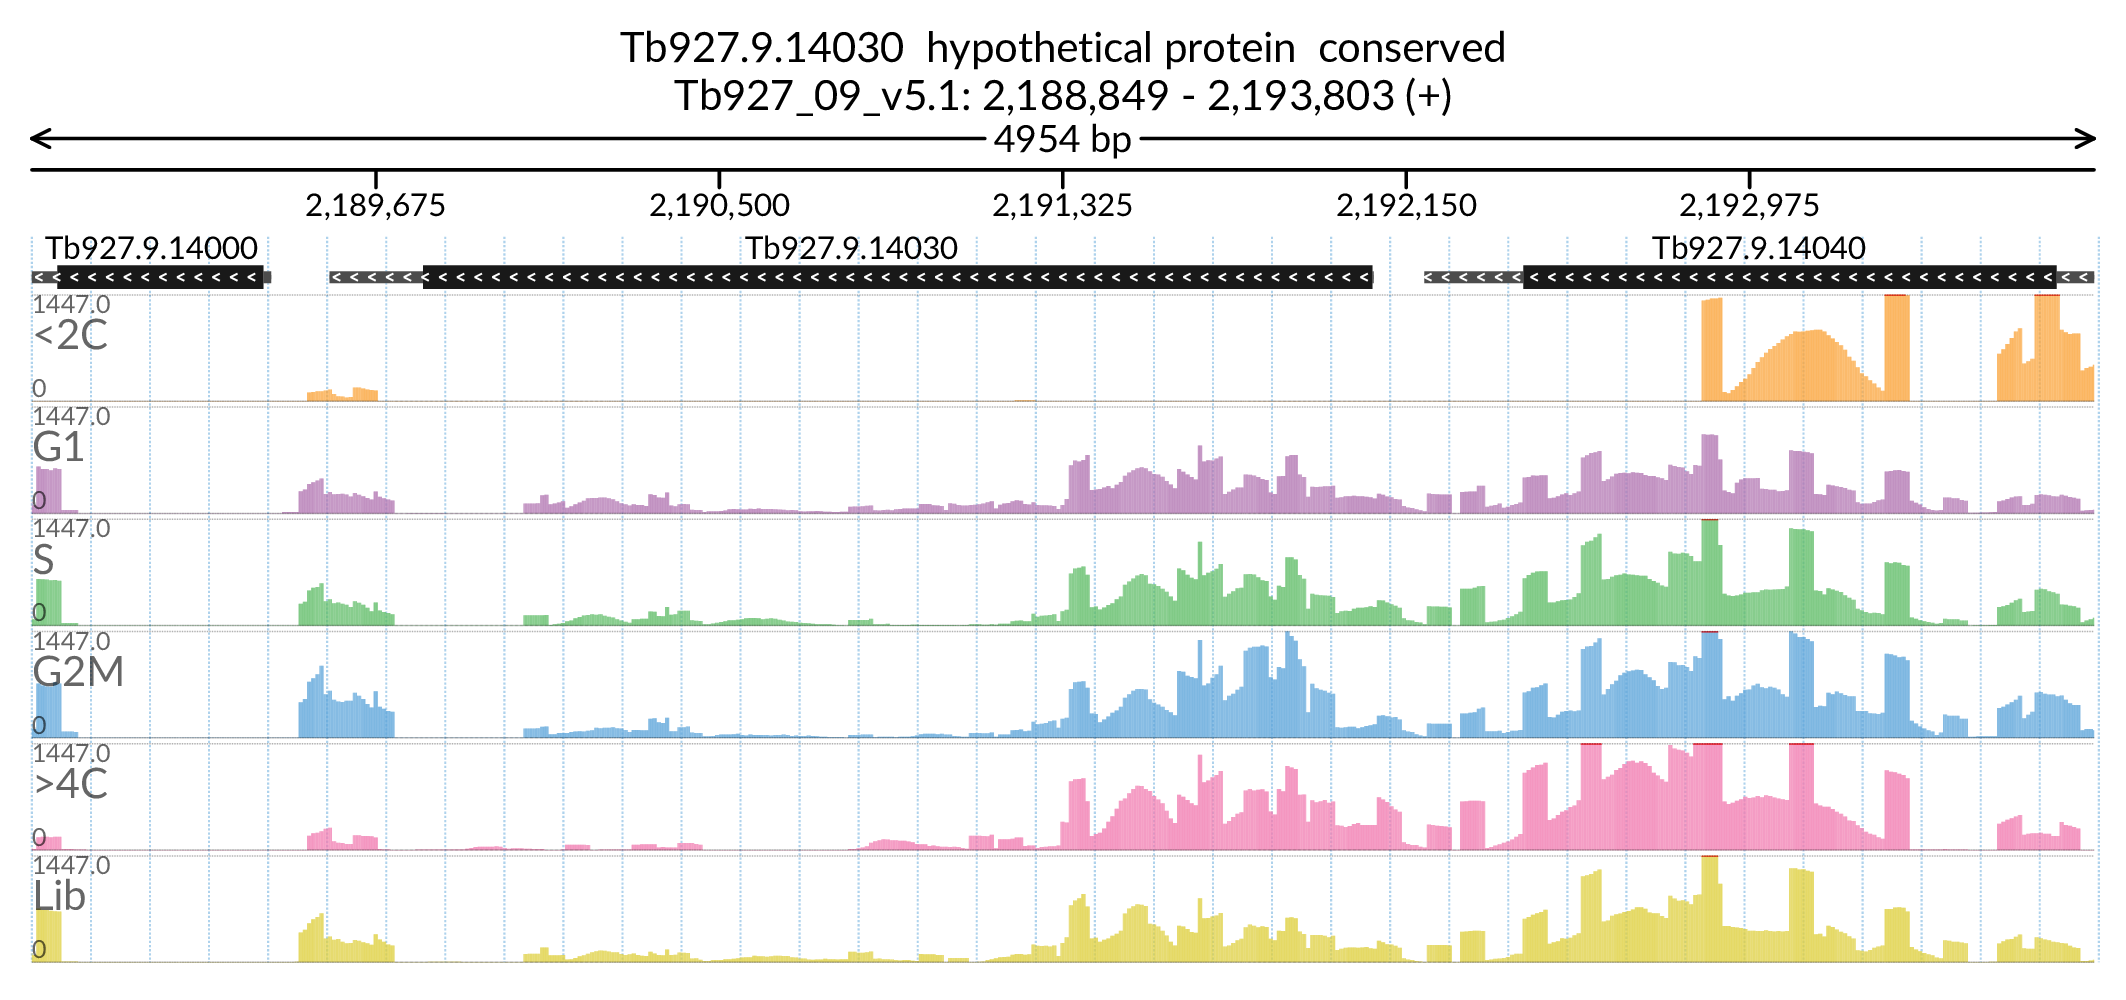 Tb927.9.14030 hypothetical protein conserved
Tb927_09_v5.1: 2,188,849 - 2,193,803 (+)
4954 bp
2,189,675 2,190,500 2,191,325 2,192,150 2,192,975
Tb927.9.14000 Tb927.9.14030 Tb927.9.14040
1447.0
<2C
0
1447.0
G1
0
1447.0
S
0
1447.0
G2M
0
1447.0
>4C
0
1447.0
Lib
0